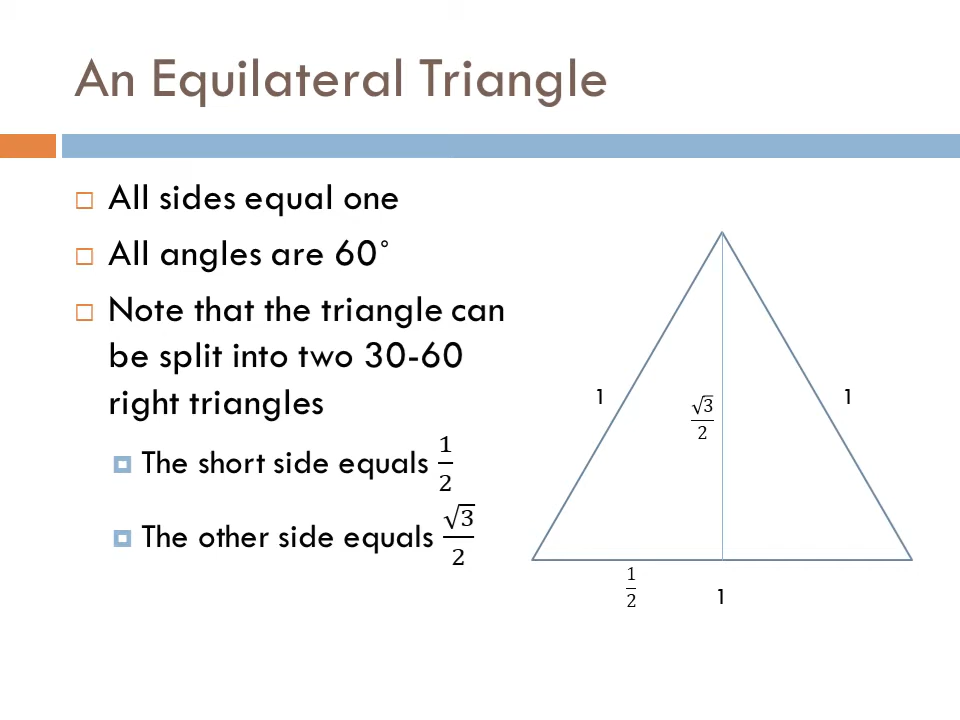 An Equilateral Triangle
All sides equal one
All angles are 60˚
Note that the triangle can
be split into two 30-60
right triangles
The short side equals 1/2
The other side equals √3/2
1
√3/2
1
1/2
1